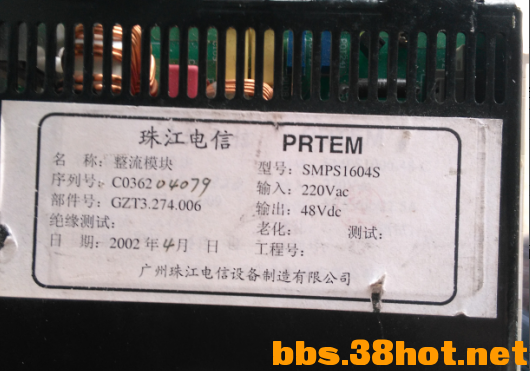 珠江电信 PRTEM
名 称: 整流模块 型号: SMPS1604S
序列号: C036204079 输入: 220Vac
部件号: GZT3.274.006 输出: 48Vdc
绝缘测试: 老化: 测试:
日 期: 2002 年4月 日 工程号:
广州珠江电信设备制造有限公司
bbs.38hot.net